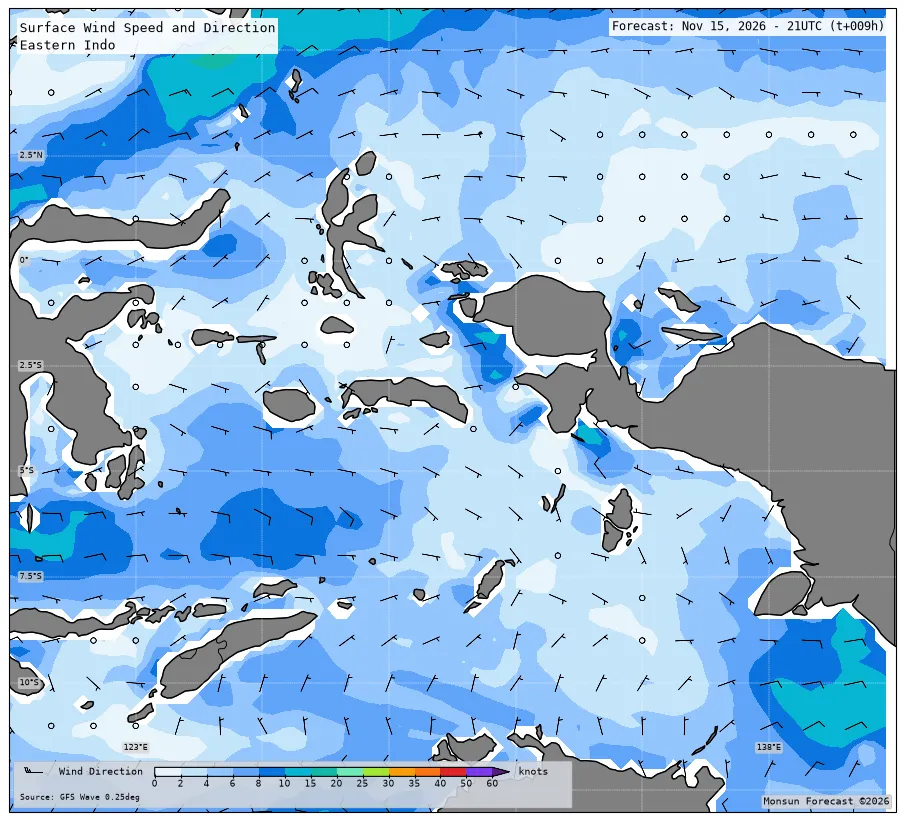 Surface Wind Speed and Direction
Eastern Indo
Forecast: Nov 15, 2026 - 21UTC (t+009h)
2.5°N
0°
2.5°S
5°S
7.5°S
10°S
123°E
138°E
Wind Direction
0 2 4 6 8 10 15 20 25 30 35 40 50 60
knots
Source: GFS Wave 0.25deg
Monsun Forecast ©2026